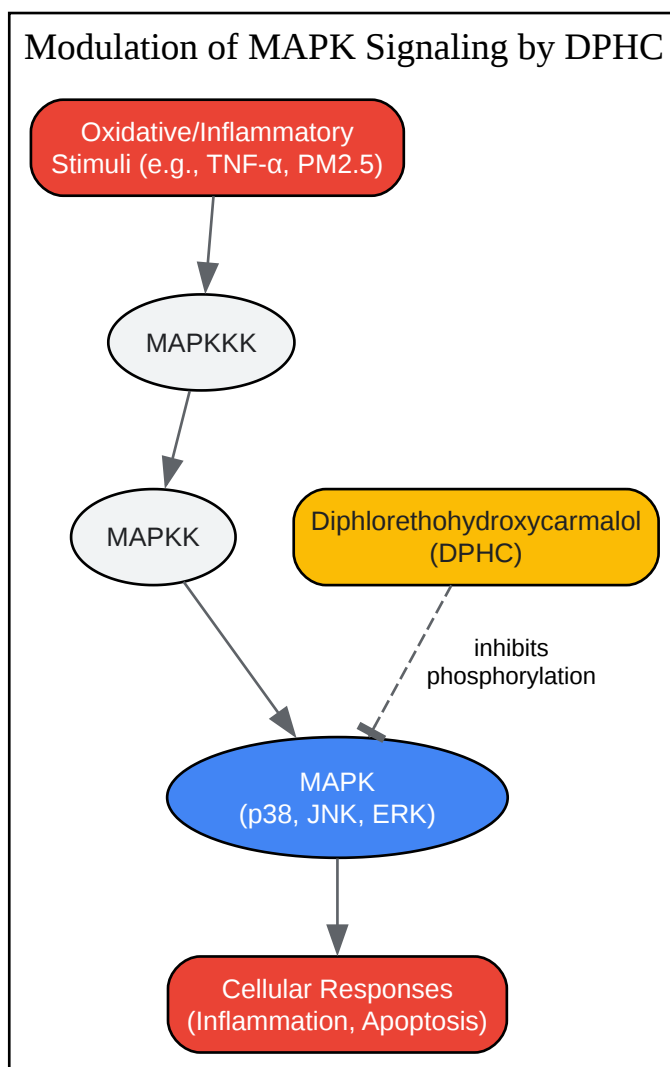 Modulation of MAPK Signaling by DPHC
Oxidative/Inflammatory
Stimuli (e.g., TNF-α, PM2.5)
MAPKKK
MAPKK
Diphlorethohydroxycarmalol
(DPHC)
inhibits
phosphorylation
MAPK
(p38, JNK, ERK)
Cellular Responses
(Inflammation, Apoptosis)